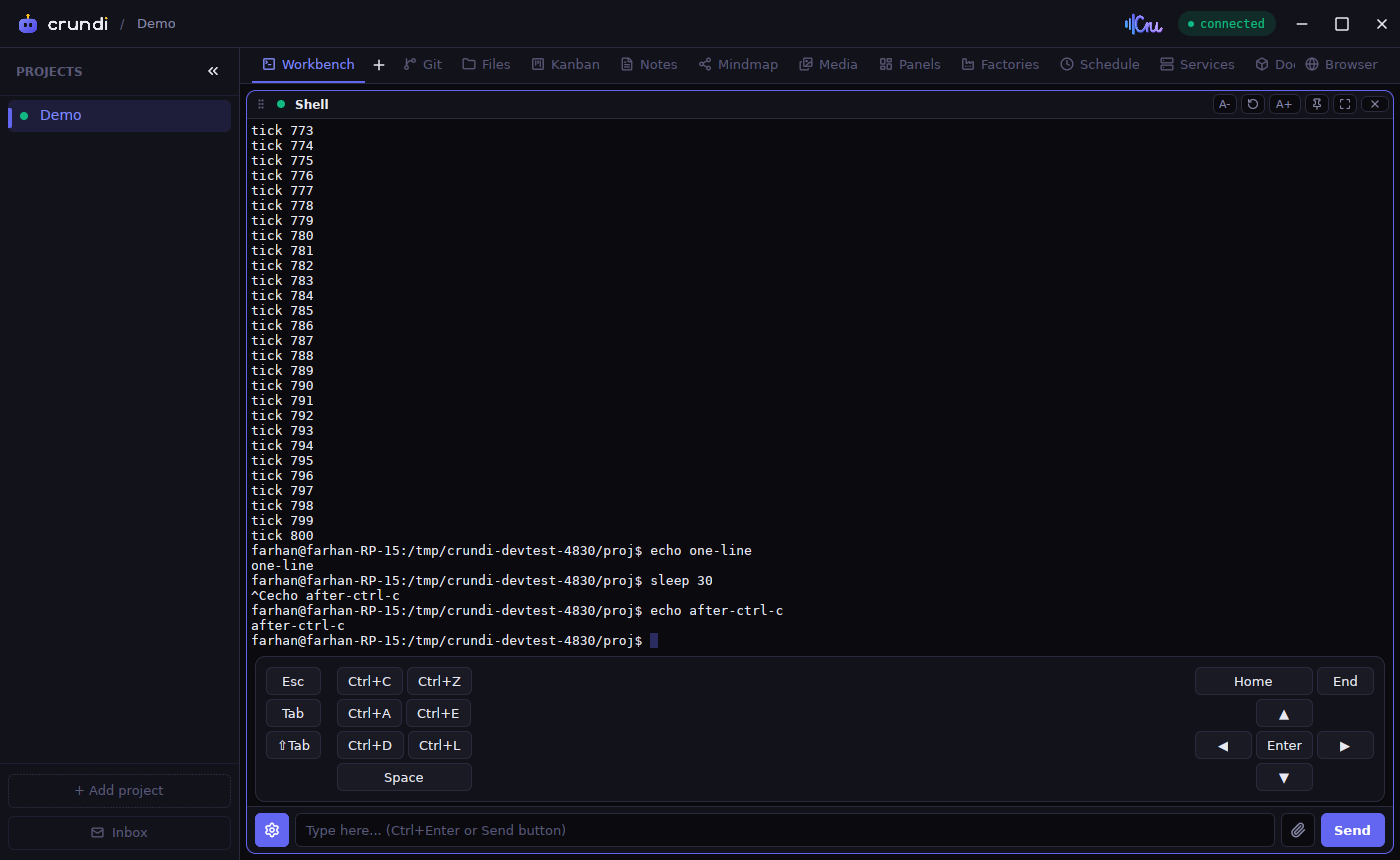 crundi / Demo
Cru
connected
PROJECTS
Workbench
Git
Files
Kanban
Notes
Mindmap
Media
Panels
Factories
Schedule
Services
Doc
Browser
Demo
Shell
A-
A+
tick 773
tick 774
tick 775
tick 776
tick 777
tick 778
tick 779
tick 780
tick 781
tick 782
tick 783
tick 784
tick 785
tick 786
tick 787
tick 788
tick 789
tick 790
tick 791
tick 792
tick 793
tick 794
tick 795
tick 796
tick 797
tick 798
tick 799
tick 800
farhan@farhan-RP-15:/tmp/crundi-devtest-4830/proj$ echo one-line
one-line
farhan@farhan-RP-15:/tmp/crundi-devtest-4830/proj$ sleep 30
^Cecho after-ctrl-c
farhan@farhan-RP-15:/tmp/crundi-devtest-4830/proj$ echo after-ctrl-c
after-ctrl-c
farhan@farhan-RP-15:/tmp/crundi-devtest-4830/proj$
Esc
Ctrl+C
Ctrl+Z
Home
End
Tab
Ctrl+A
Ctrl+E
▲
⇧Tab
Ctrl+D
Ctrl+L
◀
Enter
▶
Space
▼
+ Add project
Inbox
Type here... (Ctrl+Enter or Send button)
Send